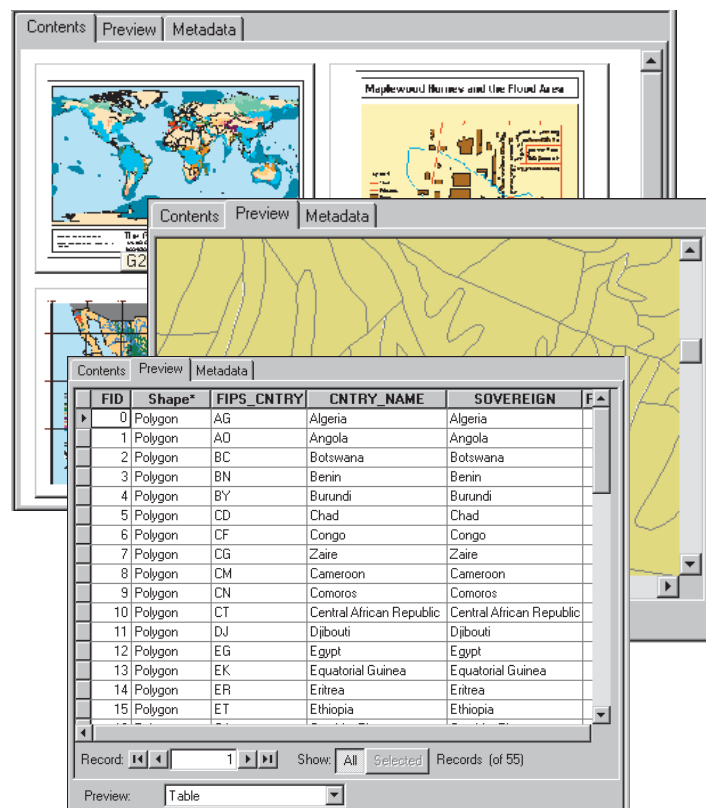 Contents Preview Metadata
Maplewood Homes and the Flood Area
G2
Contents Preview Metadata
Contents Preview Metadata
FID Shape* FIPS_CNTRY CNTRY_NAME SOVEREIGN F
0 Polygon AG Algeria Algeria
1 Polygon AO Angola Angola
2 Polygon BC Botswana Botswana
3 Polygon BN Benin Benin
4 Polygon BY Burundi Burundi
5 Polygon CD Chad Chad
6 Polygon CF Congo Congo
7 Polygon CG Zaire Zaire
8 Polygon CM Cameroon Cameroon
9 Polygon CN Comoros Comoros
10 Polygon CT Central African Republic Central African Republic
11 Polygon DJ Djibouti Djibouti
12 Polygon EG Egypt Egypt
13 Polygon EK Equatorial Guinea Equatorial Guinea
14 Polygon ER Eritrea Eritrea
15 Polygon ET Ethiopia Ethiopia
Record: 1 Show: All Selected Records (of 55)
Preview: Table